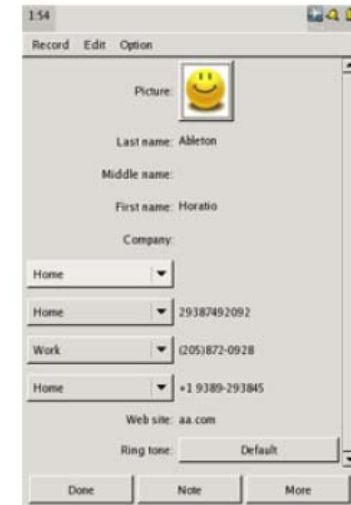 1:54
Record Edit Option
Picture:
Last name: Ableton
Middle name:
First name: Horatio
Company:
Home
Home 29387492092
Work (205)872-0928
Home +1 9389-293845
Web site: aa.com
Ring tone: Default
Done Note More